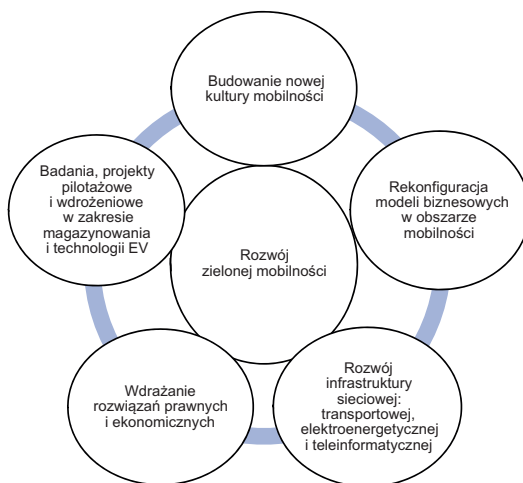 Budowanie nowej
kultury mobilności
Badania, projekty
pilotażowe
i wdrożeniowe
w zakresie
magazynowania
i technologii EV
Rekonfiguracja
modeli biznesowych
w obszarze
mobilności
Rozwój
zielonej mobilności
Wdrażanie
rozwiązań prawnych
i ekonomicznych
Rozwój
infrastruktury
sieciowej:
transportowej,
elektroenergetycznej
i teleinformatycznej